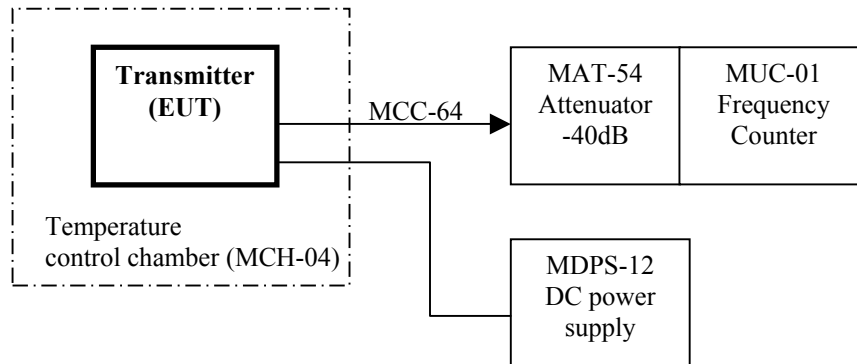 Transmitter
(EUT)
MCC-64
MAT-54
Attenuator
-40dB
MUC-01
Frequency
Counter
Temperature
control chamber (MCH-04)
MDPS-12
DC power
supply